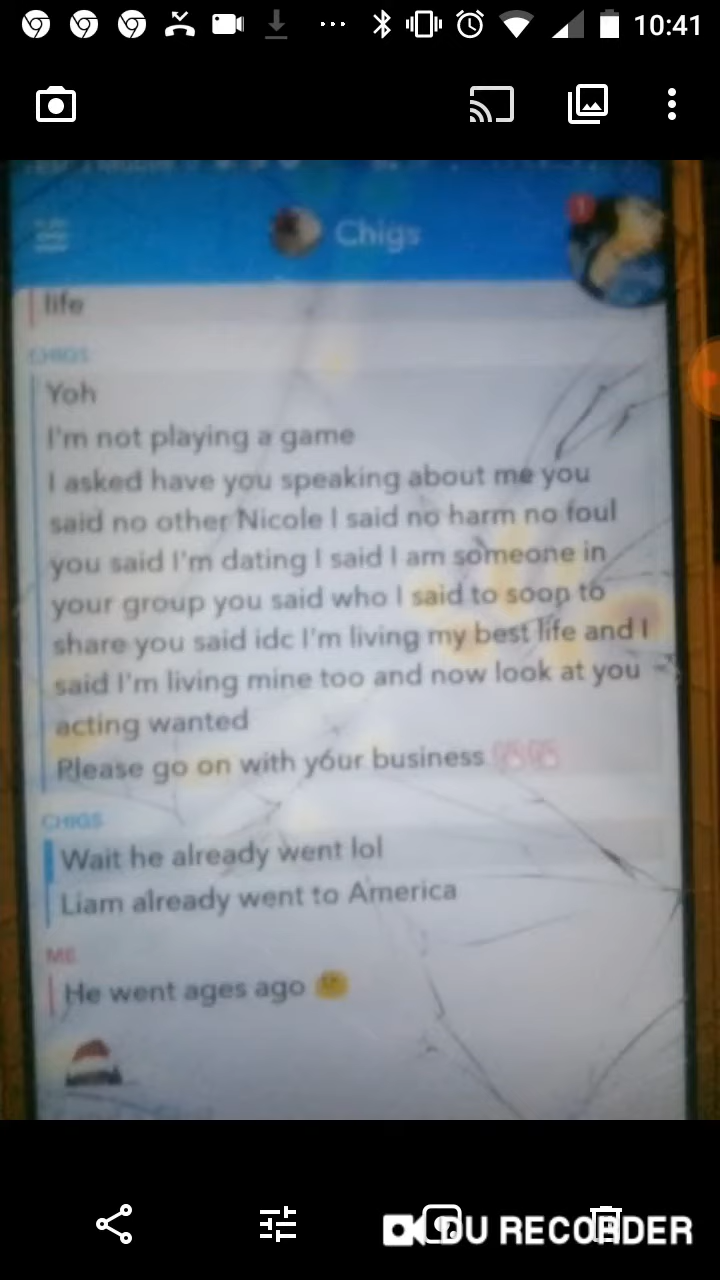 10:41
Chigs
life
CHIGS
Yoh
I'm not playing a game
I asked have you speaking about me you
said no other Nicole I said no harm no foul
you said I'm dating I said I am someone in
your group you said who I said to soon to
share you said idc I'm living my best life and I
said I'm living mine too and now look at you
acting wanted
Please go on with your business
CHIGS
Wait he already went lol
Liam already went to America
ME
He went ages ago
DU RECORDER